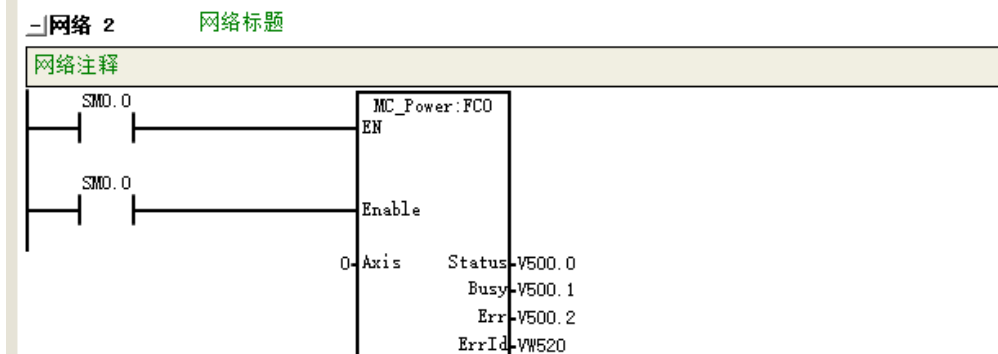 网络 2 网络标题
网络注释
SM0.0 MC_Power:FC0
EN
SM0.0
Enable
0 Axis Status V500.0
Busy V500.1
Err V500.2
ErrId VW520